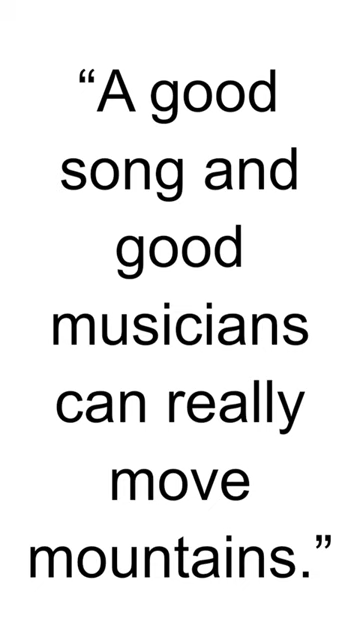 “A good
song and
good
musicians
can really
move
mountains.”